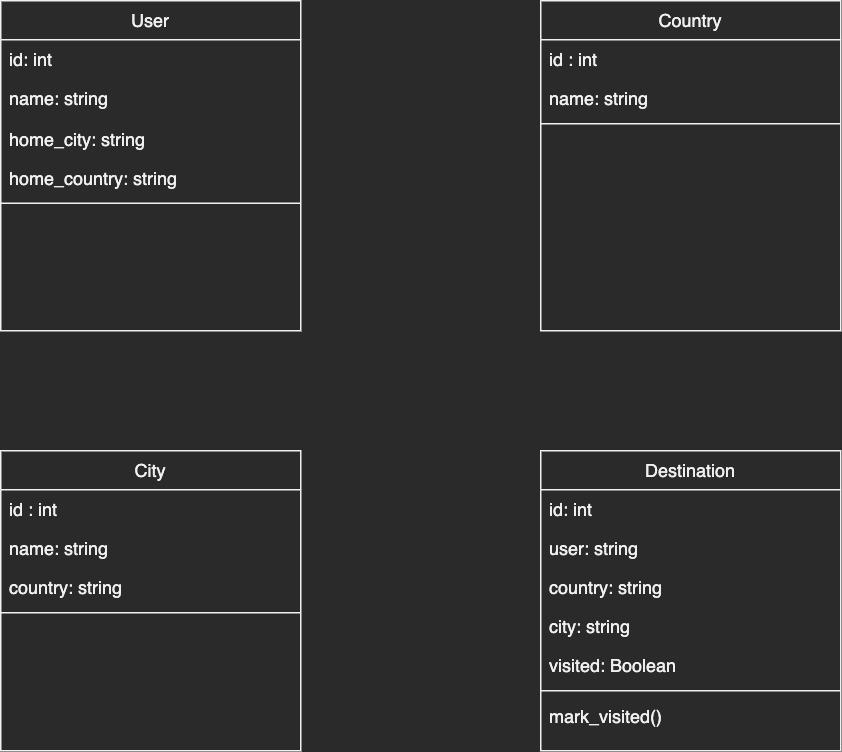 User
id: int
name: string
home_city: string
home_country: string
Country
id : int
name: string
City
id : int
name: string
country: string
Destination
id: int
user: string
country: string
city: string
visited: Boolean
mark_visited()